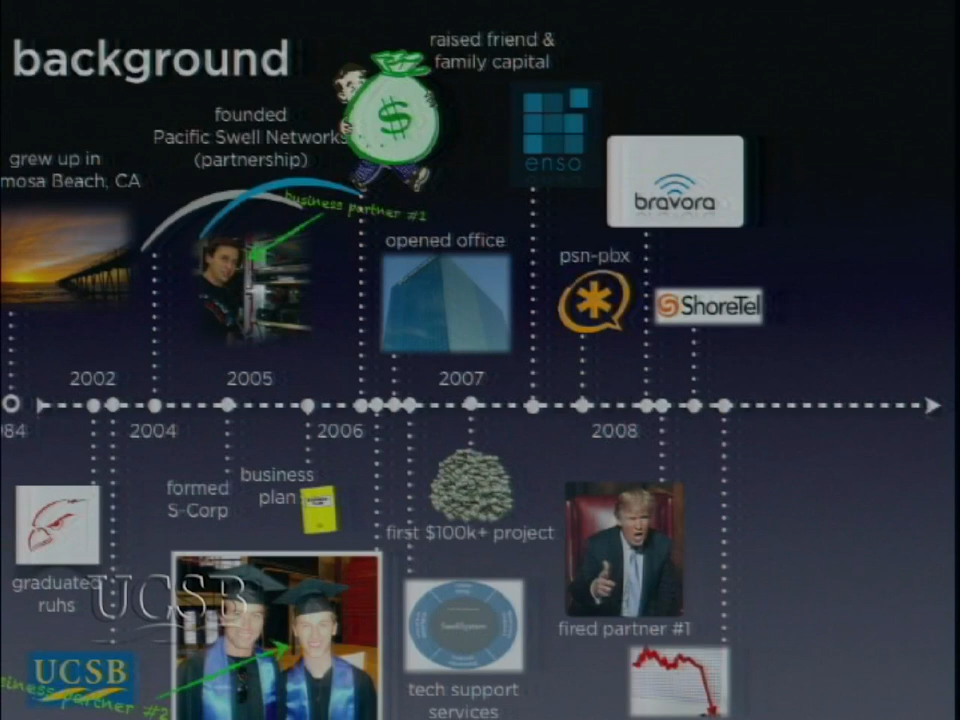 background
raised friend &
family capital
founded
Pacific Swell Networks
(partnership)
grew up in
mosa Beach, CA
$
enso
bravora
business partner #1
opened office
psn-pbx
ShoreTel
2002
2005
2007
84
2004
2006
2008
formed
S-Corp
business
plan
first $100k+ project
graduated
ruhs
UCSB
fired partner #1
UCSB
siness partner #2
tech support
services